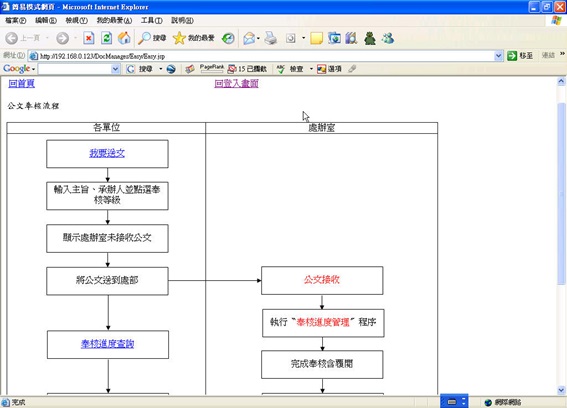 簡易模式網頁 - Microsoft Internet Explorer
檔案(F) 編輯(E) 檢視(V) 我的最愛(A) 工具(T) 說明(H)
上一頁 搜尋 我的最愛
網址(D) http://192.168.0.123/DocManager/Easy/Easy.jsp 移至 連結
Google 搜尋 PageRank 15 已攔截 檢查 選項
回首頁 回登入畫面
公文奉核流程
各單位 處辦室
我要送文
輸入主旨、承辦人並點選奉
核等級
顯示處辦室未接收公文
將公文送到處部 公文接收
執行〝奉核進度管理〞程序
奉核進度查詢
完成奉核含覆閱
完成 網際網路